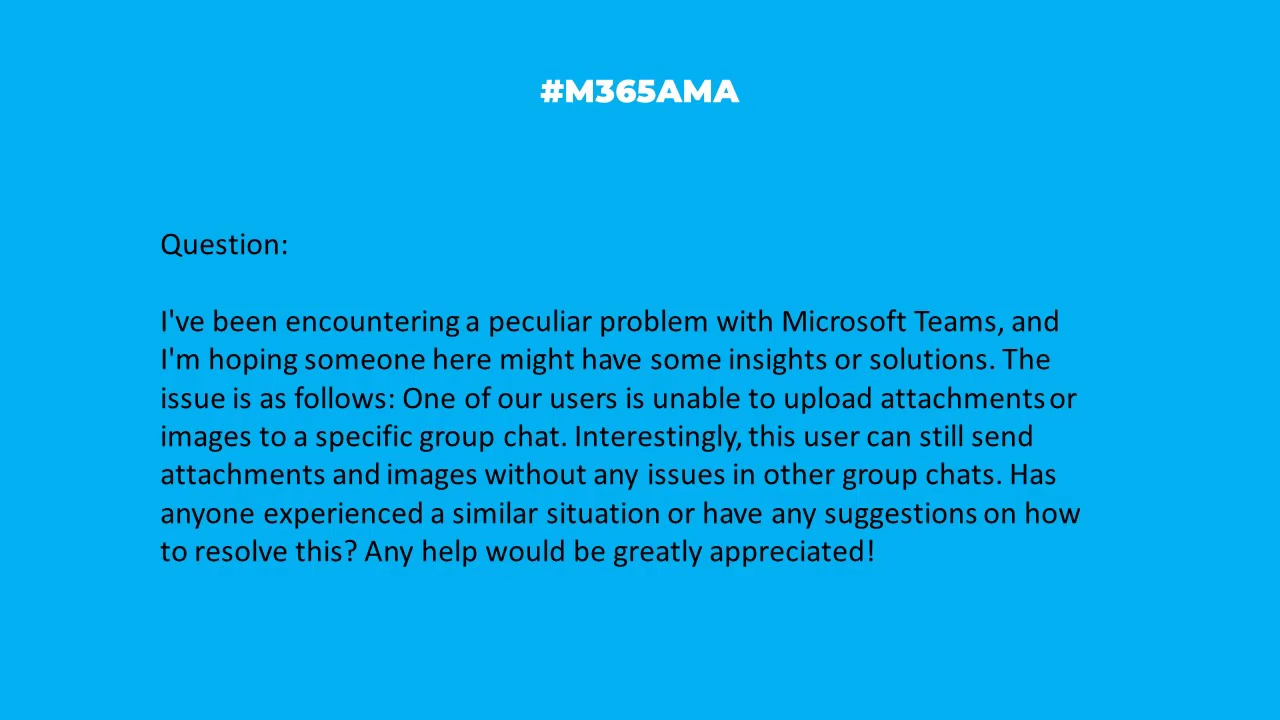 #M365AMA
Question:
I've been encountering a peculiar problem with Microsoft Teams, and
I'm hoping someone here might have some insights or solutions. The
issue is as follows: One of our users is unable to upload attachments or
images to a specific group chat. Interestingly, this user can still send
attachments and images without any issues in other group chats. Has
anyone experienced a similar situation or have any suggestions on how
to resolve this? Any help would be greatly appreciated!